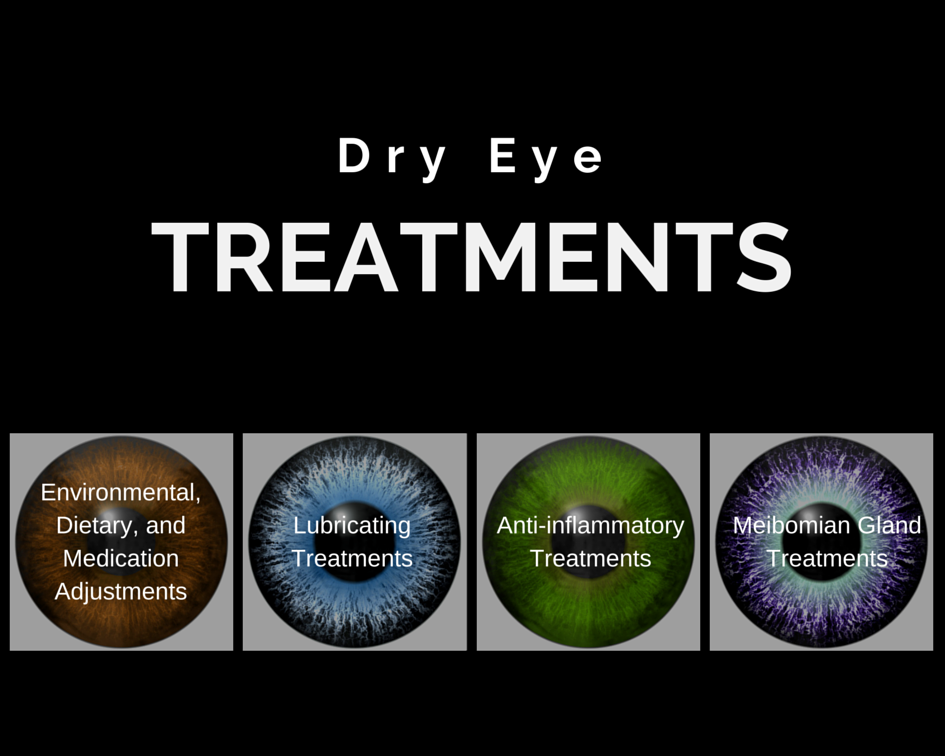 Dry Eye
TREATMENTS
Environmental,
Dietary, and
Medication
Adjustments
Lubricating
Treatments
Anti-inflammatory
Treatments
Meibomian Gland
Treatments